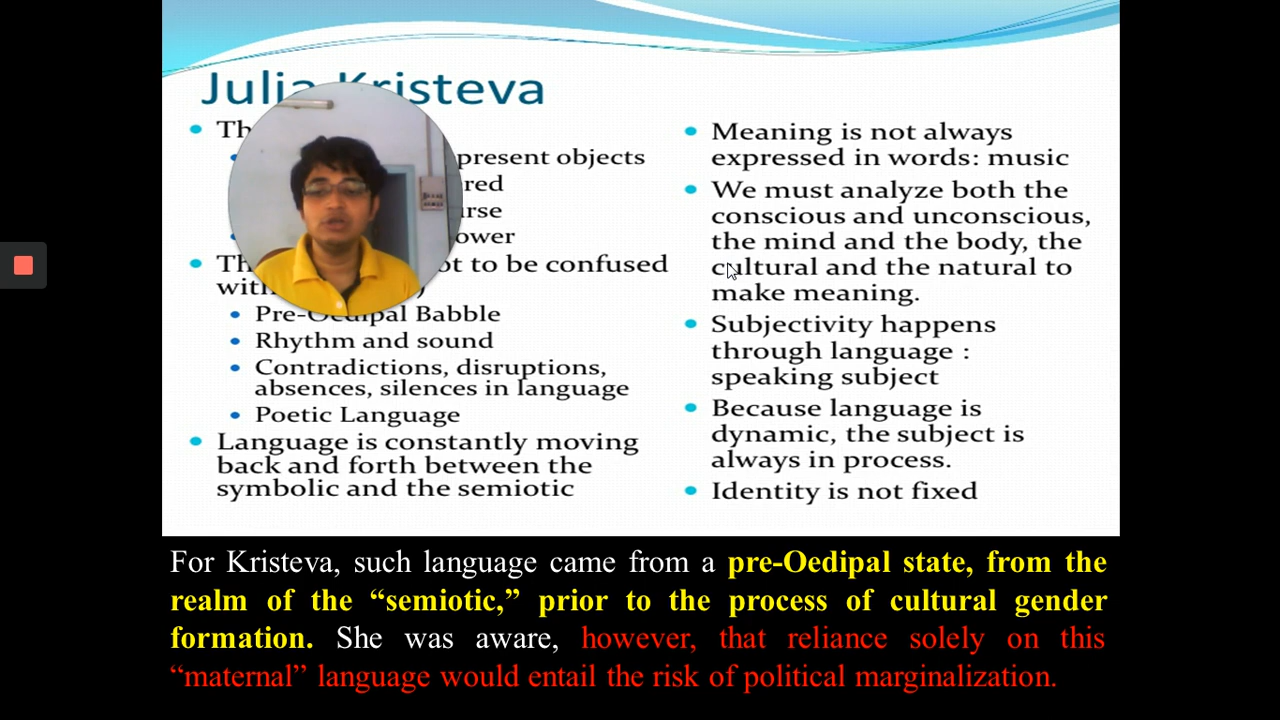 Julia Kristeva
Th
present objects
red
urse
ower
Th ot to be confused
with )
Pre-Oedipal Babble
Rhythm and sound
Contradictions, disruptions,
absences, silences in language
Poetic Language
Language is constantly moving
back and forth between the
symbolic and the semiotic
Meaning is not always
expressed in words: music
We must analyze both the
conscious and unconscious,
the mind and the body, the
cultural and the natural to
make meaning.
Subjectivity happens
through language :
speaking subject
Because language is
dynamic, the subject is
always in process.
Identity is not fixed
For Kristeva, such language came from a pre-Oedipal state, from the
realm of the “semiotic,” prior to the process of cultural gender
formation. She was aware, however, that reliance solely on this
“maternal” language would entail the risk of political marginalization.